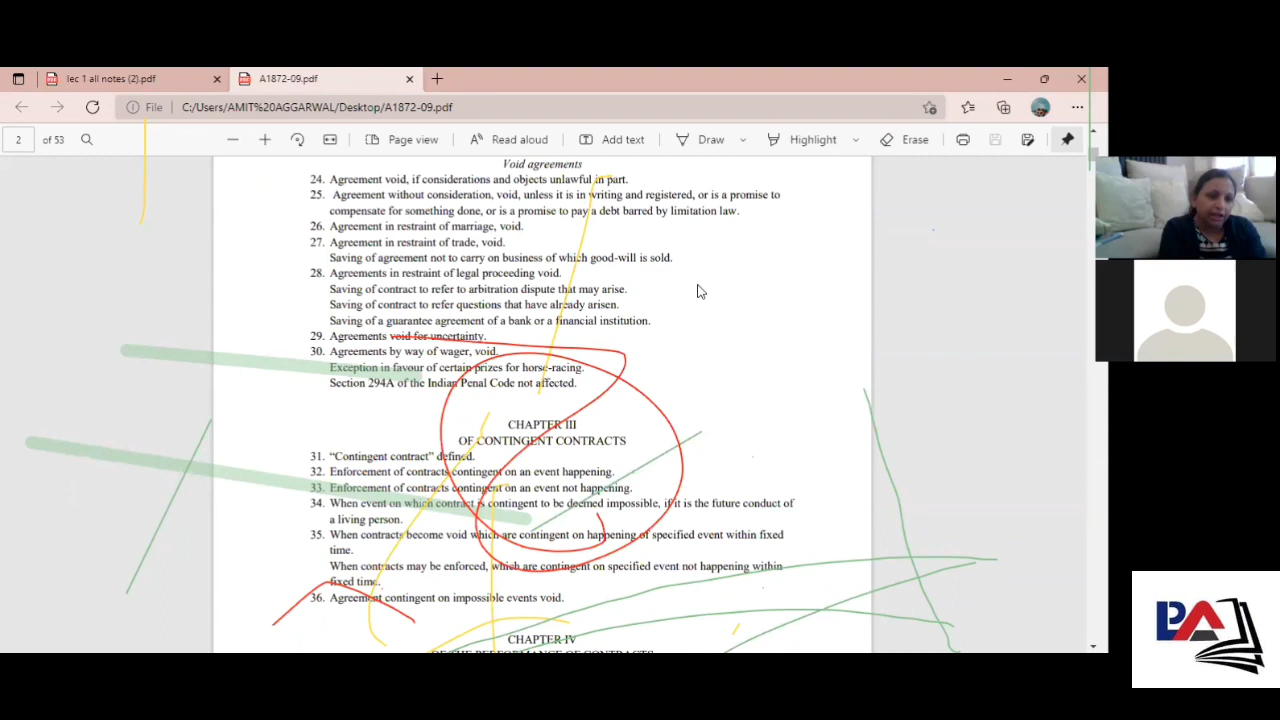 lec 1 all notes (2).pdf
A1872-09.pdf
File
C:/Users/AMIT%20AGGARWAL/Desktop/A1872-09.pdf
2 of 53
Page view
Read aloud
Add text
Draw
Highlight
Erase
Void agreements
24. Agreement void, if considerations and objects unlawful in part.
25. Agreement without consideration, void, unless it is in writing and registered, or is a promise to
compensate for something done, or is a promise to pay a debt barred by limitation law.
26. Agreement in restraint of marriage, void.
27. Agreement in restraint of trade, void.
Saving of agreement not to carry on business of which good-will is sold.
28. Agreements in restraint of legal proceeding void.
Saving of contract to refer to arbitration dispute that may arise.
Saving of contract to refer questions that have already arisen.
Saving of a guarantee agreement of a bank or a financial institution.
29. Agreements void for uncertainty.
30. Agreements by way of wager, void.
Exception in favour of certain prizes for horse-racing.
Section 294A of the Indian Penal Code not affected.
CHAPTER III
OF CONTINGENT CONTRACTS
31. “Contingent contract” defined.
32. Enforcement of contracts contingent on an event happening.
33. Enforcement of contracts contingent on an event not happening.
34. When event on which contract is contingent to be deemed impossible, if it is the future conduct of
a living person.
35. When contracts become void which are contingent on happening of specified event within fixed
time.
When contracts may be enforced, which are contingent on specified event not happening within
fixed time.
36. Agreement contingent on impossible events void.
CHAPTER IV
OF THE PERFORMANCE OF CONTRACTS